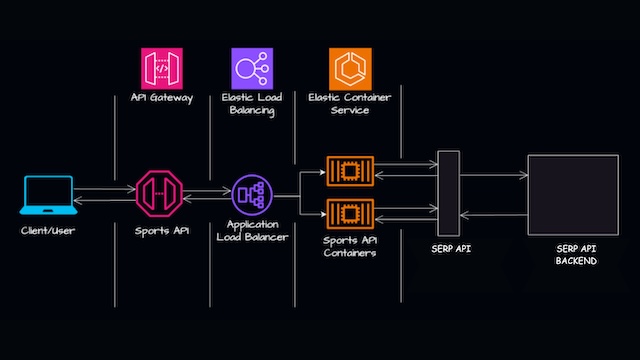 API Gateway
Elastic Load
Balancing
Elastic Container
Service
Client/User
Sports API
Application
Load Balancer
Sports API
Containers
SERP API
SERP API
BACKEND